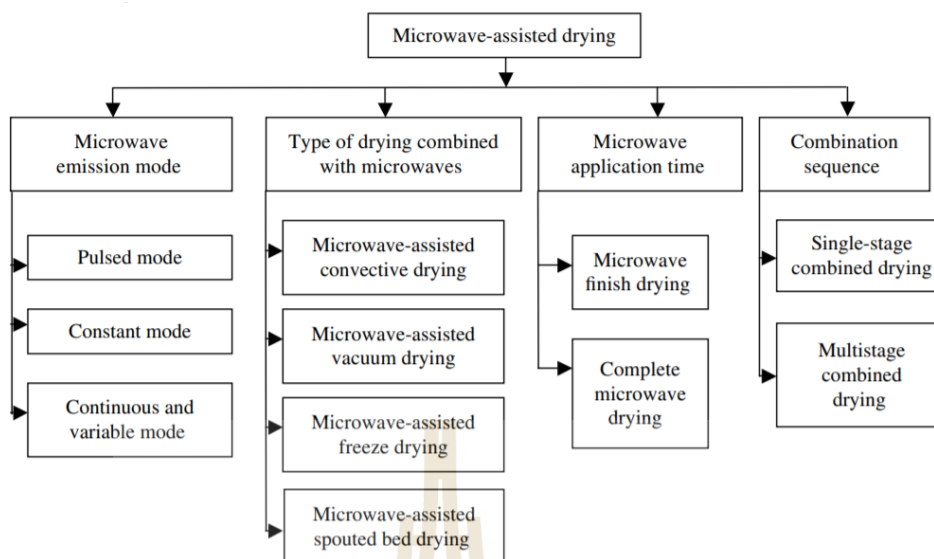 Microwave-assisted drying
Microwave
emission mode
Pulsed mode
Constant mode
Continuous and
variable mode
Type of drying combined
with microwaves
Microwave-assisted
convective drying
Microwave-assisted
vacuum drying
Microwave-assisted
freeze drying
Microwave-assisted
spouted bed drying
Microwave
application time
Microwave
finish drying
Complete
microwave
drying
Combination
sequence
Single-stage
combined drying
Multistage
combined
drying